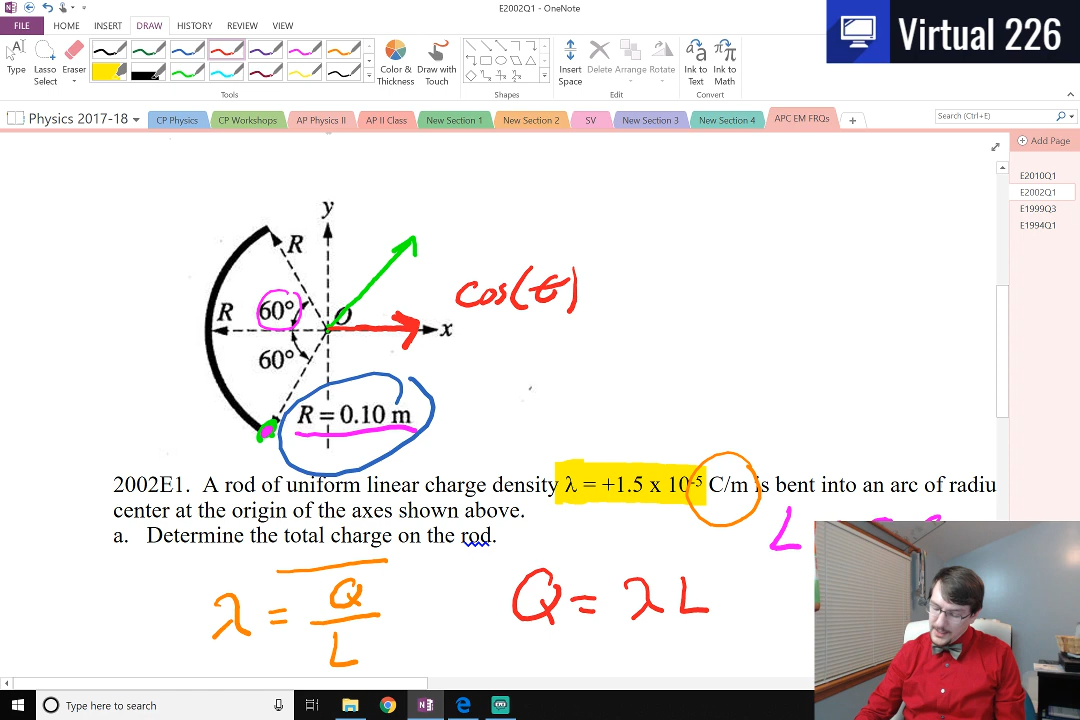 E2002Q1 - OneNote
FILE HOME INSERT DRAW HISTORY REVIEW VIEW
Virtual 226
Type Lasso Select Eraser
Color & Thickness Draw with Touch
Insert Space Delete Arrange Rotate
Ink to Text Ink to Math
Tools Shapes Edit Convert
Physics 2017-18 CP Physics CP Workshops AP Physics II AP II Class New Section 1 New Section 2 SV New Section 3 New Section 4 APC EM FRQs
Search (Ctrl+E)
Add Page
E2010Q1
E2002Q1
E1999Q3
E1994Q1
y
R
cos(θ)
R 60° O x
60°
R = 0.10 m
2002E1. A rod of uniform linear charge density λ = +1.5 x 10-5 C/m is bent into an arc of radiu
center at the origin of the axes shown above.
L
a. Determine the total charge on the rod.
λ = Q/L
Q = λL
Type here to search